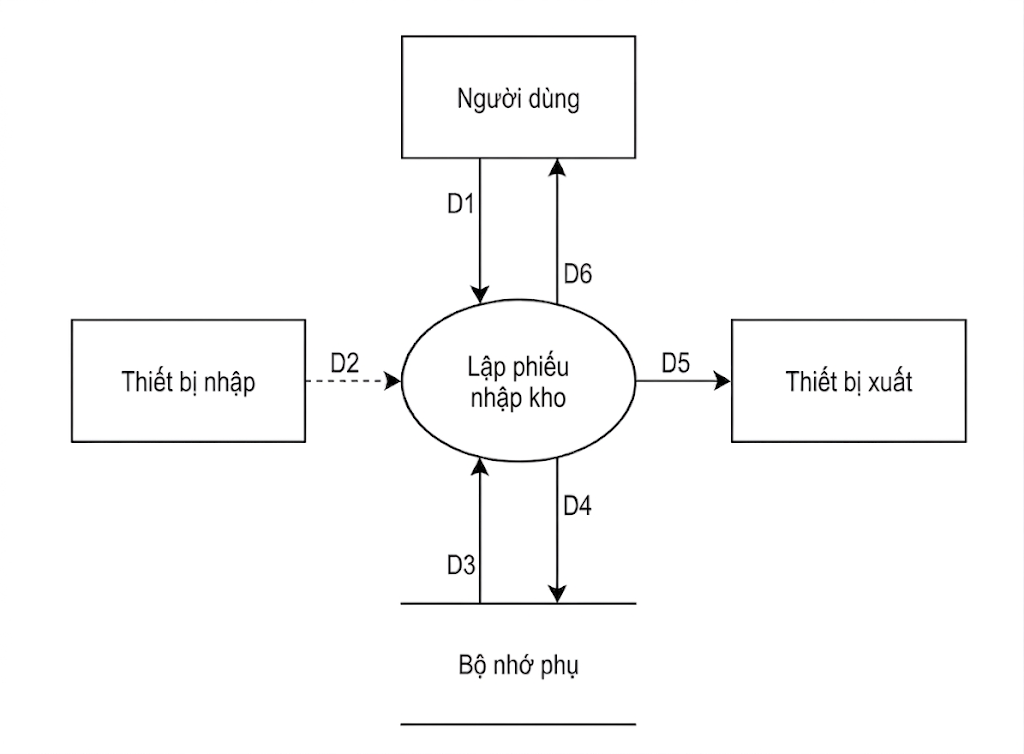 Người dùng
D1
D6
Thiết bị nhập
D2
Lập phiếu
nhập kho
D5
Thiết bị xuất
D4
D3
Bộ nhớ phụ